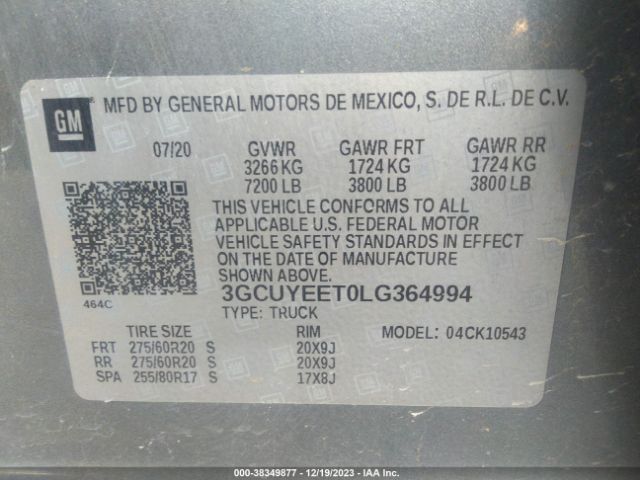 GM
MFD BY GENERAL MOTORS DE MEXICO, S. DE R.L. DE C.V.
07/20 GVWR GAWR FRT GAWR RR
3266 KG 1724 KG 1724 KG
7200 LB 3800 LB 3800 LB
THIS VEHICLE CONFORMS TO ALL
APPLICABLE U.S. FEDERAL MOTOR
VEHICLE SAFETY STANDARDS IN EFFECT
ON THE DATE OF MANUFACTURE
SHOWN ABOVE.
464C 3GCUYEET0LG364994
TYPE: TRUCK
TIRE SIZE RIM MODEL: 04CK10543
FRT 275/60R20 S 20X9J
RR 275/60R20 S 20X9J
SPA 255/80R17 S 17X8J
000-38349877 - 12/19/2023 - IAA Inc.